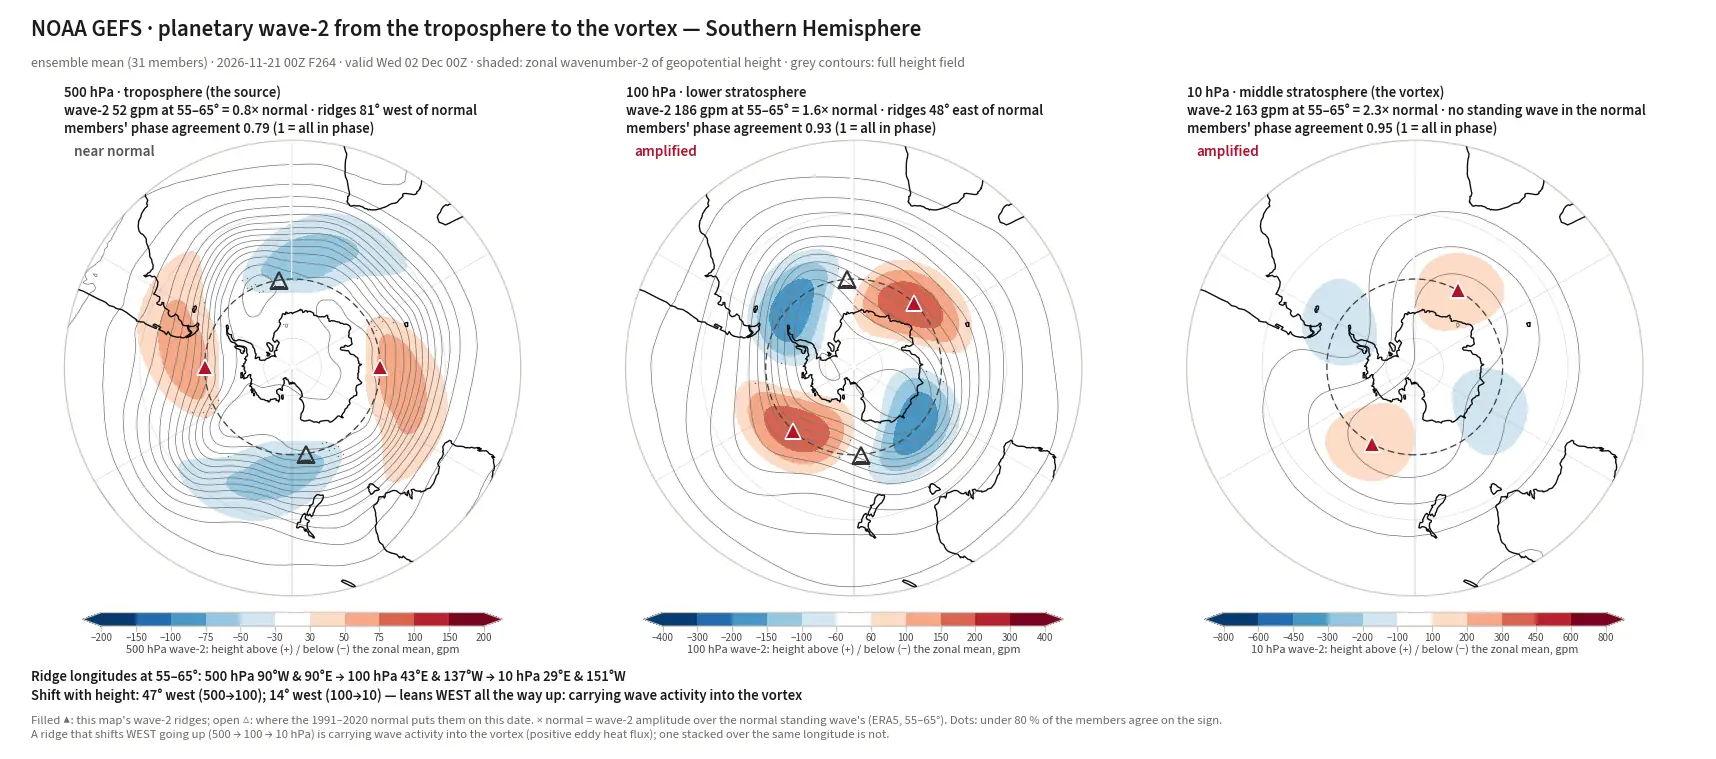 NOAA GEFS · planetary wave-2 from the troposphere to the vortex — Southern Hemisphere
ensemble mean (31 members) · 2026-11-21 00Z F264 · valid Wed 02 Dec 00Z · shaded: zonal wavenumber-2 of geopotential height · grey contours: full height field
500 hPa · troposphere (the source)
wave-2 52 gpm at 55–65° = 0.8× normal · ridges 81° west of normal
members' phase agreement 0.79 (1 = all in phase)
near normal
100 hPa · lower stratosphere
wave-2 186 gpm at 55–65° = 1.6× normal · ridges 48° east of normal
members' phase agreement 0.93 (1 = all in phase)
amplified
10 hPa · middle stratosphere (the vortex)
wave-2 163 gpm at 55–65° = 2.3× normal · no standing wave in the normal
members' phase agreement 0.95 (1 = all in phase)
amplified
−200 −150 −100 −75 −50 −30 30 50 75 100 150 200
500 hPa wave-2: height above (+) / below (−) the zonal mean, gpm
−400 −300 −200 −150 −100 −60 60 100 150 200 300 400
100 hPa wave-2: height above (+) / below (−) the zonal mean, gpm
−800 −600 −450 −300 −200 −100 100 200 300 450 600 800
10 hPa wave-2: height above (+) / below (−) the zonal mean, gpm
Ridge longitudes at 55–65°: 500 hPa 90°W & 90°E → 100 hPa 43°E & 137°W → 10 hPa 29°E & 151°W
Shift with height: 47° west (500→100); 14° west (100→10) — leans WEST all the way up: carrying wave activity into the vortex
Filled ▲: this map's wave-2 ridges; open △: where the 1991–2020 normal puts them on this date. × normal = wave-2 amplitude over the normal standing wave's (ERA5, 55–65°). Dots: under 80 % of the members agree on the sign.
A ridge that shifts WEST going up (500 → 100 → 10 hPa) is carrying wave activity into the vortex (positive eddy heat flux); one stacked over the same longitude is not.